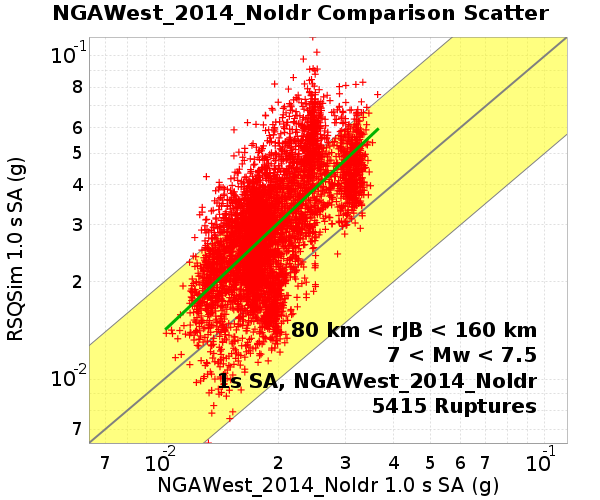 NGAWest_2014_NoIdr Comparison Scatter
RSQSim 1.0 s SA (g)
10⁻¹
8
6
5
4
3
2
10⁻²
7
80 km < rJB < 160 km
7 < Mw < 7.5
1s SA, NGAWest_2014_NoIdr
5415 Ruptures
7 10⁻² 2 3 4 5 6 7 8 10⁻¹
NGAWest_2014_NoIdr 1.0 s SA (g)